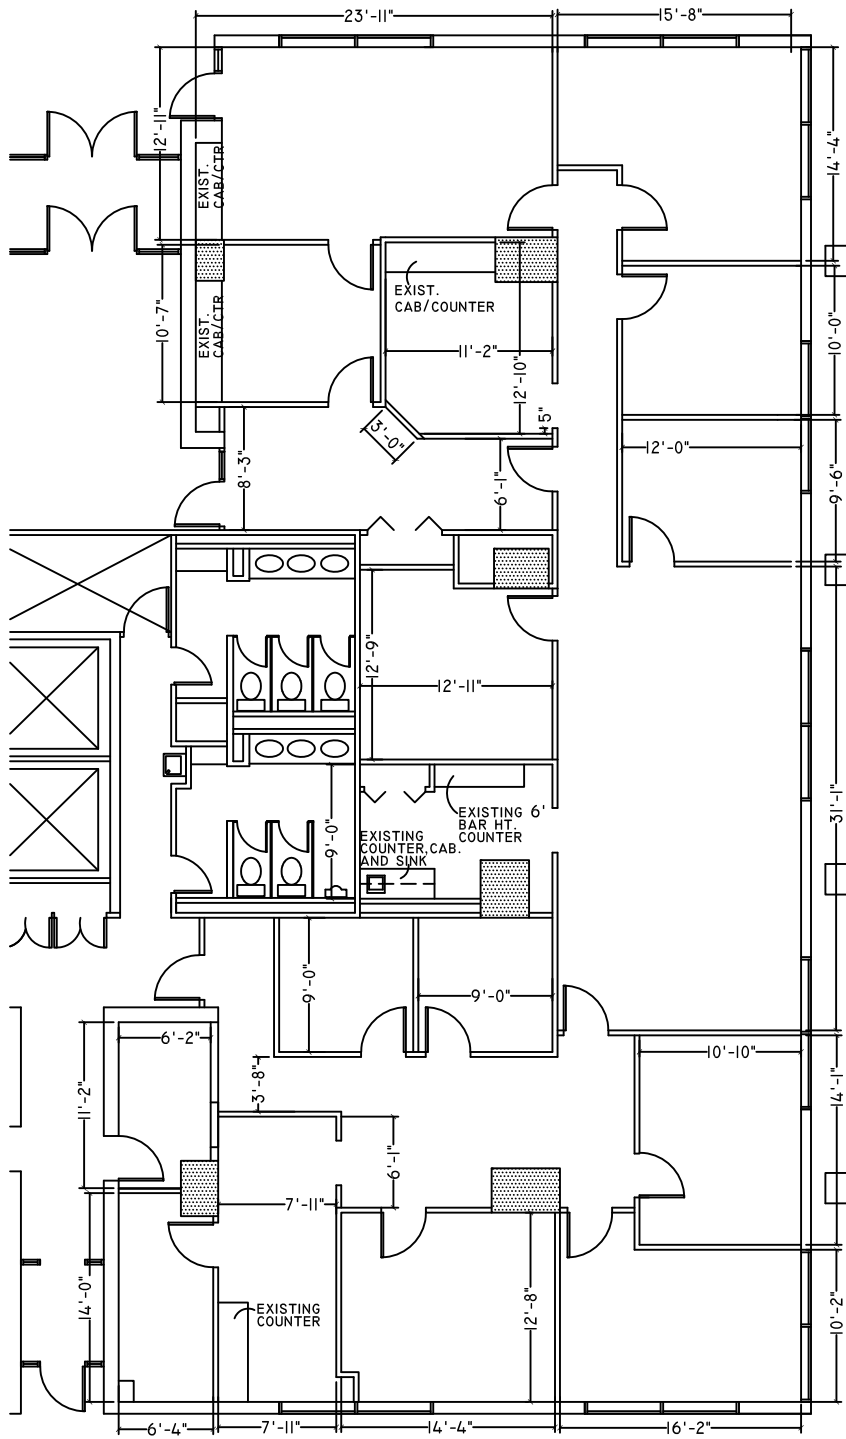 23'-11"
15'-8"
12'-11"
14'-4"
EXIST.
CAB/CTR
10'-7"
EXIST.
CAB/CTR
EXIST.
CAB/COUNTER
10'-0"
11'-2"
12'-10"
5"
3'-0"
12'-0"
8'-3"
6'-1"
9'-6"
12'-9"
12'-11"
31'-1"
EXISTING 6'
BAR HT.
COUNTER
EXISTING
COUNTER,CAB.
AND SINK
9'-0"
9'-0"
9'-0"
6'-2"
10'-10"
3'-8"
11'-2"
14'-1"
6'-1"
7'-11"
14'-0"
EXISTING
COUNTER
12'-8"
10'-2"
6'-4"
7'-11"
14'-4"
16'-2"